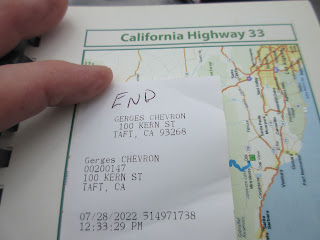 California Highway 33
END
GERGES CHEVRON
100 KERN ST
TAFT, CA 93268
Gerges CHEVRON
00200147
100 KERN ST
TAFT, CA
07/28/2022 514971738
12:33:29 PM